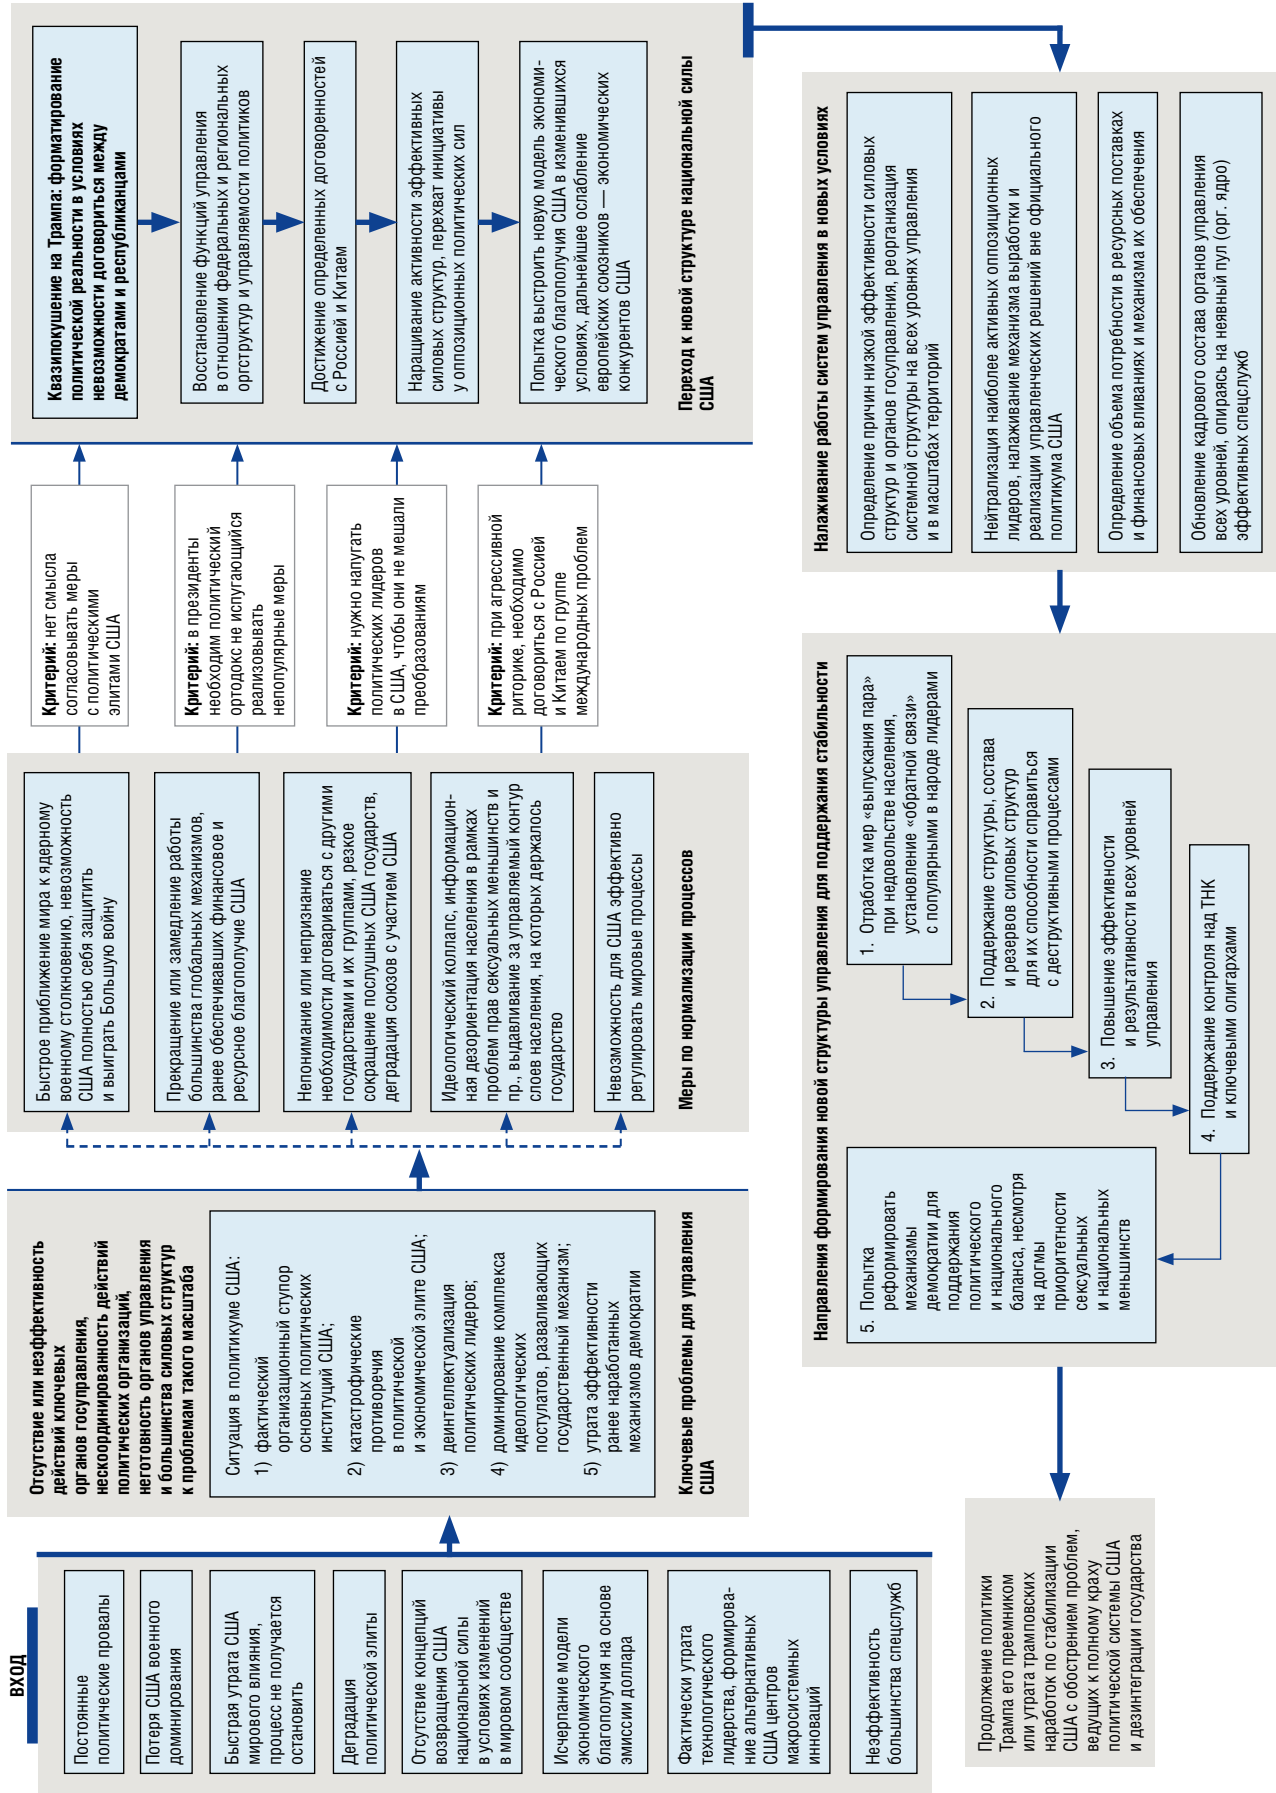 ВХОД
Постоянные
политические провалы
Потеря США военного
доминирования
Быстрая утрата США
мирового влияния,
процесс не получается
остановить
Деградация
политической элиты
Отсутствие концепций
возвращения США
национальной силы
в условиях изменений
в мировом сообществе
Исчерпание модели
экономического
благополучия на основе
эмиссии доллара
Фактически утрата
технологического
лидерства, формирова-
ние альтернативных
США центров
макросистемных
инноваций
Неэффективность
большинства спецслужб
Отсутствие или неэффективность
действий ключевых
органов госуправления,
нескоординированность действий
политических организаций,
неготовность органов управления
и большинства силовых структур
к проблемам такого масштаба
Ситуация в политикуме США:
1) фактический
организационный ступор
основных политических
институций США;
2) катастрофические
противоречия
в политической
и экономической элите США;
3) деинтеллектуализация
политических лидеров;
4) доминирование комплекса
идеологических
постулатов, разваливающих
государственный механизм;
5) утрата эффективности
ранее наработанных
механизмов демократии
Ключевые проблемы для управления
США
Быстрое приближение мира к ядерному
военному столкновению, невозможность
США полностью себя защитить
и выиграть Большую войну
Прекращение или замедление работы
большинства глобальных механизмов,
ранее обеспечивавших финансовое и
ресурсное благополучие США
Непонимание или непризнание
необходимости договариваться с другими
государствами и их группами, резкое
сокращение послушных США государств,
деградация союзов с участием США
Идеологический коллапс, информацион-
ная дезориентация населения в рамках
проблем прав сексуальных меньшинств и
пр., выдавливание за управляемый контур
слоев населения, на которых держалось
государство
Невозможность для США эффективно
регулировать мировые процессы
Меры по нормализации процессов
Критерий: нет смысла
согласовывать меры
с политическими
элитами США
Критерий: в президенты
необходим политический
ортодокс не испугающийся
реализовывать
непопулярные меры
Критерий: нужно напугать
политических лидеров
в США, чтобы они не мешали
преобразованиям
Критерий: при агрессивной
риторике, необходимо
договориться с Россией
и Китаем по группе
международных проблем
Квазипокушение на Трампа: форматирование
политической реальности в условиях
невозможности договориться между
демократами и республиканцами
Восстановление функций управления
в отношении федеральных и региональных
оргструктур и управляемости политиков
Достижение определенных договоренностей
с Россией и Китаем
Наращивание активности эффективных
силовых структур, перехват инициативы
у оппозиционных политических сил
Попытка выстроить новую модель экономи-
ческого благополучия США в изменившихся
условиях, дальнейшее ослабление
европейских союзников — экономических
конкурентов США
Переход к новой структуре национальной силы
США
Налаживание работы систем управления в новых условиях
Определение причин низкой эффективности силовых
структур и органов госуправления, реорганизация
системной структуры на всех уровнях управления
и в масштабах территорий
Нейтрализация наиболее активных оппозиционных
лидеров, налаживание механизма выработки и
реализации управленческих решений вне официального
политикума США
Определение объема потребности в ресурсных поставках
и финансовых вливаниях и механизма их обеспечения
Обновление кадрового состава органов управления
всех уровней, опираясь на неявный пул (орг. ядро)
эффективных спецслужб
Направления формирования новой структуры управления для поддержания стабильности
1. Отработка мер «выпускания пара»
при недовольстве населения,
установление «обратной связи»
с популярными в народе лидерами
2. Поддержание структуры, состава
и резервов силовых структур
для их способности справиться
с деструктивными процессами
3. Повышение эффективности
и результативности всех уровней
управления
4. Поддержание контроля над ТНК
и ключевыми олигархами
5. Попытка
реформировать
механизмы
демократии для
поддержания
политического
и национального
баланса, несмотря
на догмы
приоритетности
сексуальных
и национальных
меньшинств
Продолжение политики
Трампа его преемником
или утрата трамповских
наработок по стабилизации
США с обострением проблем,
ведущих к полному краху
политической системы США
и дезинтеграции государства